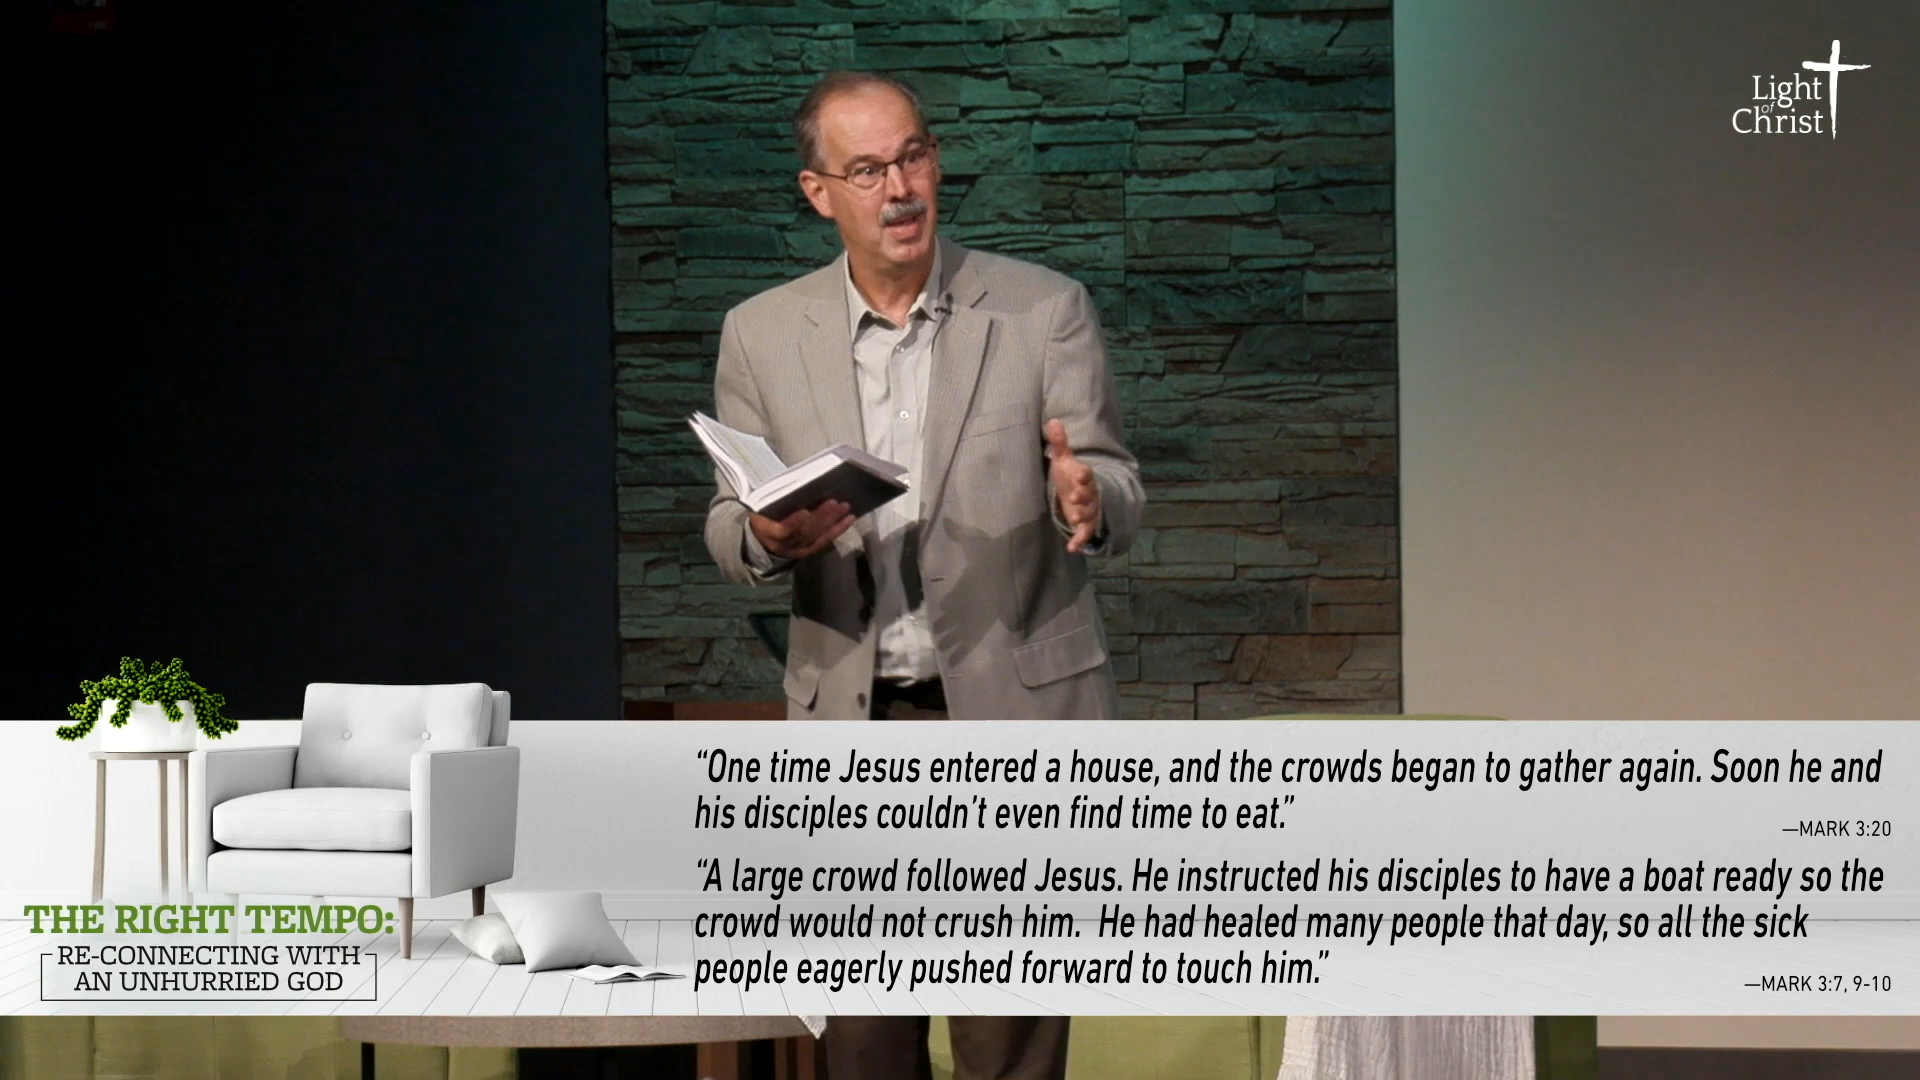 Light
of
Christ
“One time Jesus entered a house, and the crowds began to gather again. Soon he and
his disciples couldn’t even find time to eat.”
—MARK 3:20
“A large crowd followed Jesus. He instructed his disciples to have a boat ready so the
crowd would not crush him.  He had healed many people that day, so all the sick
people eagerly pushed forward to touch him.”
—MARK 3:7, 9-10
THE RIGHT TEMPO:
RE-CONNECTING WITH
AN UNHURRIED GOD